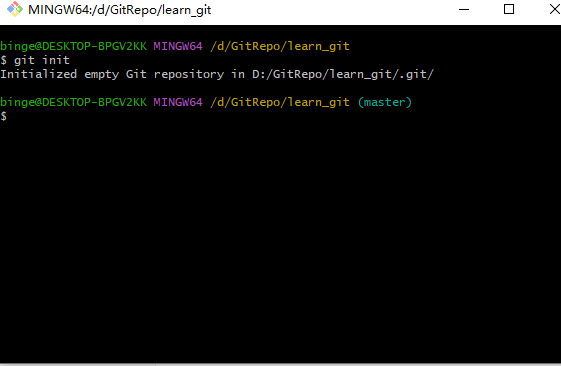 MINGW64:/d/GitRepo/learn_git
binge@DESKTOP-BPGV2KK MINGW64 /d/GitRepo/learn_git
$ git init
Initialized empty Git repository in D:/GitRepo/learn_git/.git/
binge@DESKTOP-BPGV2KK MINGW64 /d/GitRepo/learn_git (master)
$